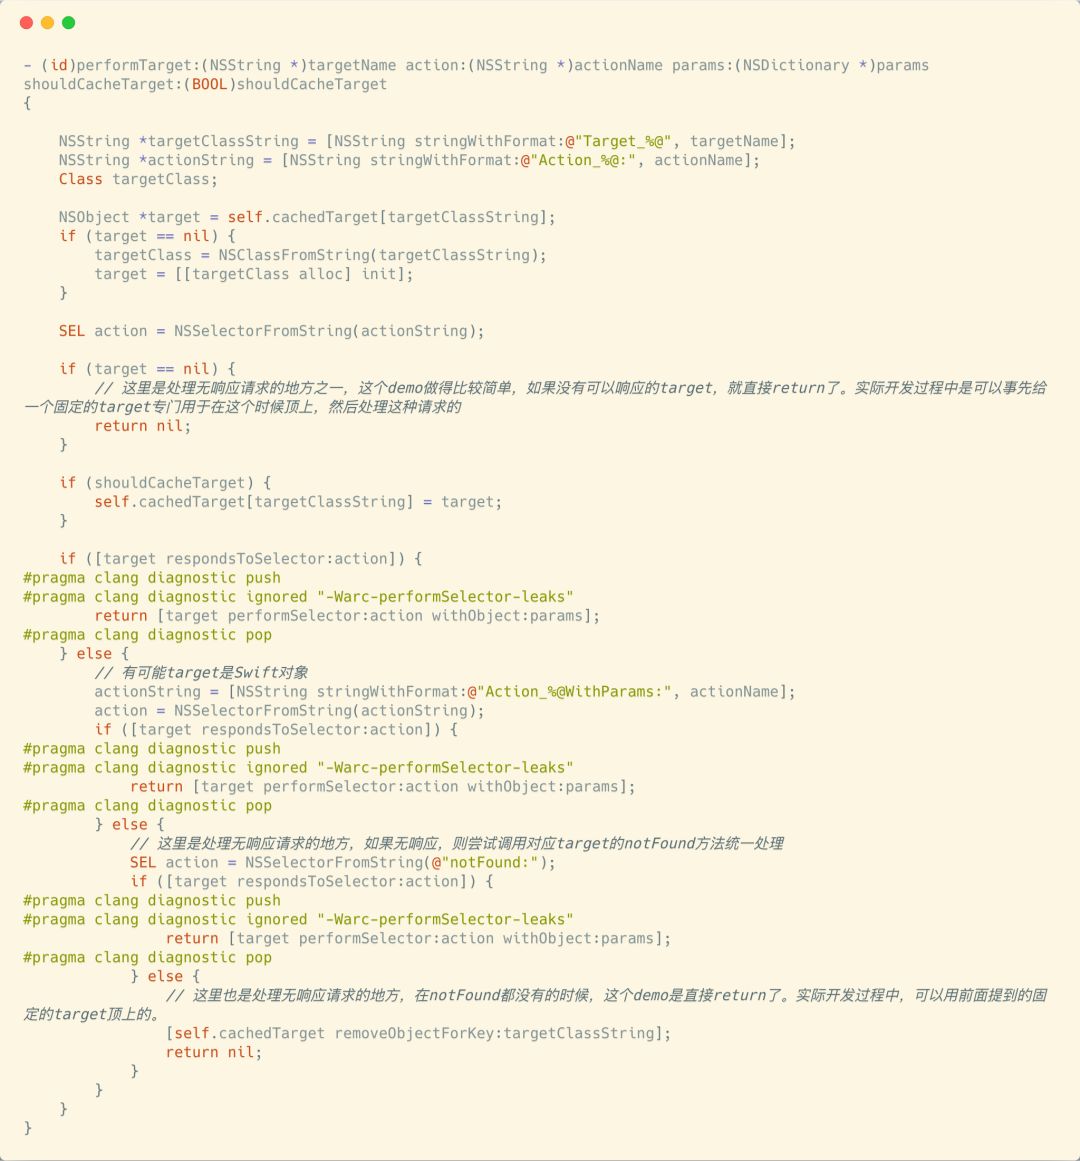 - (id)performTarget:(NSString *)targetName action:(NSString *)actionName params:(NSDictionary *)params
shouldCacheTarget:(BOOL)shouldCacheTarget
{
    NSString *targetClassString = [NSString stringWithFormat:@"Target_%@", targetName];
    NSString *actionString = [NSString stringWithFormat:@"Action_%@:", actionName];
    Class targetClass;
    NSObject *target = self.cachedTarget[targetClassString];
    if (target == nil) {
        targetClass = NSClassFromString(targetClassString);
        target = [[targetClass alloc] init];
    }
    SEL action = NSSelectorFromString(actionString);
    if (target == nil) {
        // 这里是处理无响应请求的地方之一，这个demo做得比较简单，如果没有可以响应的target，就直接return了。实际开发过程中是可以事先给
一个固定的target专门用于在这个时候顶上，然后处理这种请求的
        return nil;
    }
    if (shouldCacheTarget) {
        self.cachedTarget[targetClassString] = target;
    }
    if ([target respondsToSelector:action]) {
#pragma clang diagnostic push
#pragma clang diagnostic ignored "-Warc-performSelector-leaks"
        return [target performSelector:action withObject:params];
#pragma clang diagnostic pop
    } else {
        // 有可能target是Swift对象
        actionString = [NSString stringWithFormat:@"Action_%@WithParams:", actionName];
        action = NSSelectorFromString(actionString);
        if ([target respondsToSelector:action]) {
#pragma clang diagnostic push
#pragma clang diagnostic ignored "-Warc-performSelector-leaks"
            return [target performSelector:action withObject:params];
#pragma clang diagnostic pop
        } else {
            // 这里是处理无响应请求的地方，如果无响应，则尝试调用对应target的notFound方法统一处理
            SEL action = NSSelectorFromString(@"notFound:");
            if ([target respondsToSelector:action]) {
#pragma clang diagnostic push
#pragma clang diagnostic ignored "-Warc-performSelector-leaks"
                return [target performSelector:action withObject:params];
#pragma clang diagnostic pop
            } else {
                // 这里也是处理无响应请求的地方，在notFound都没有的时候，这个demo是直接return了。实际开发过程中，可以用前面提到的固
定的target顶上的。
                [self.cachedTarget removeObjectForKey:targetClassString];
                return nil;
            }
        }
    }
}